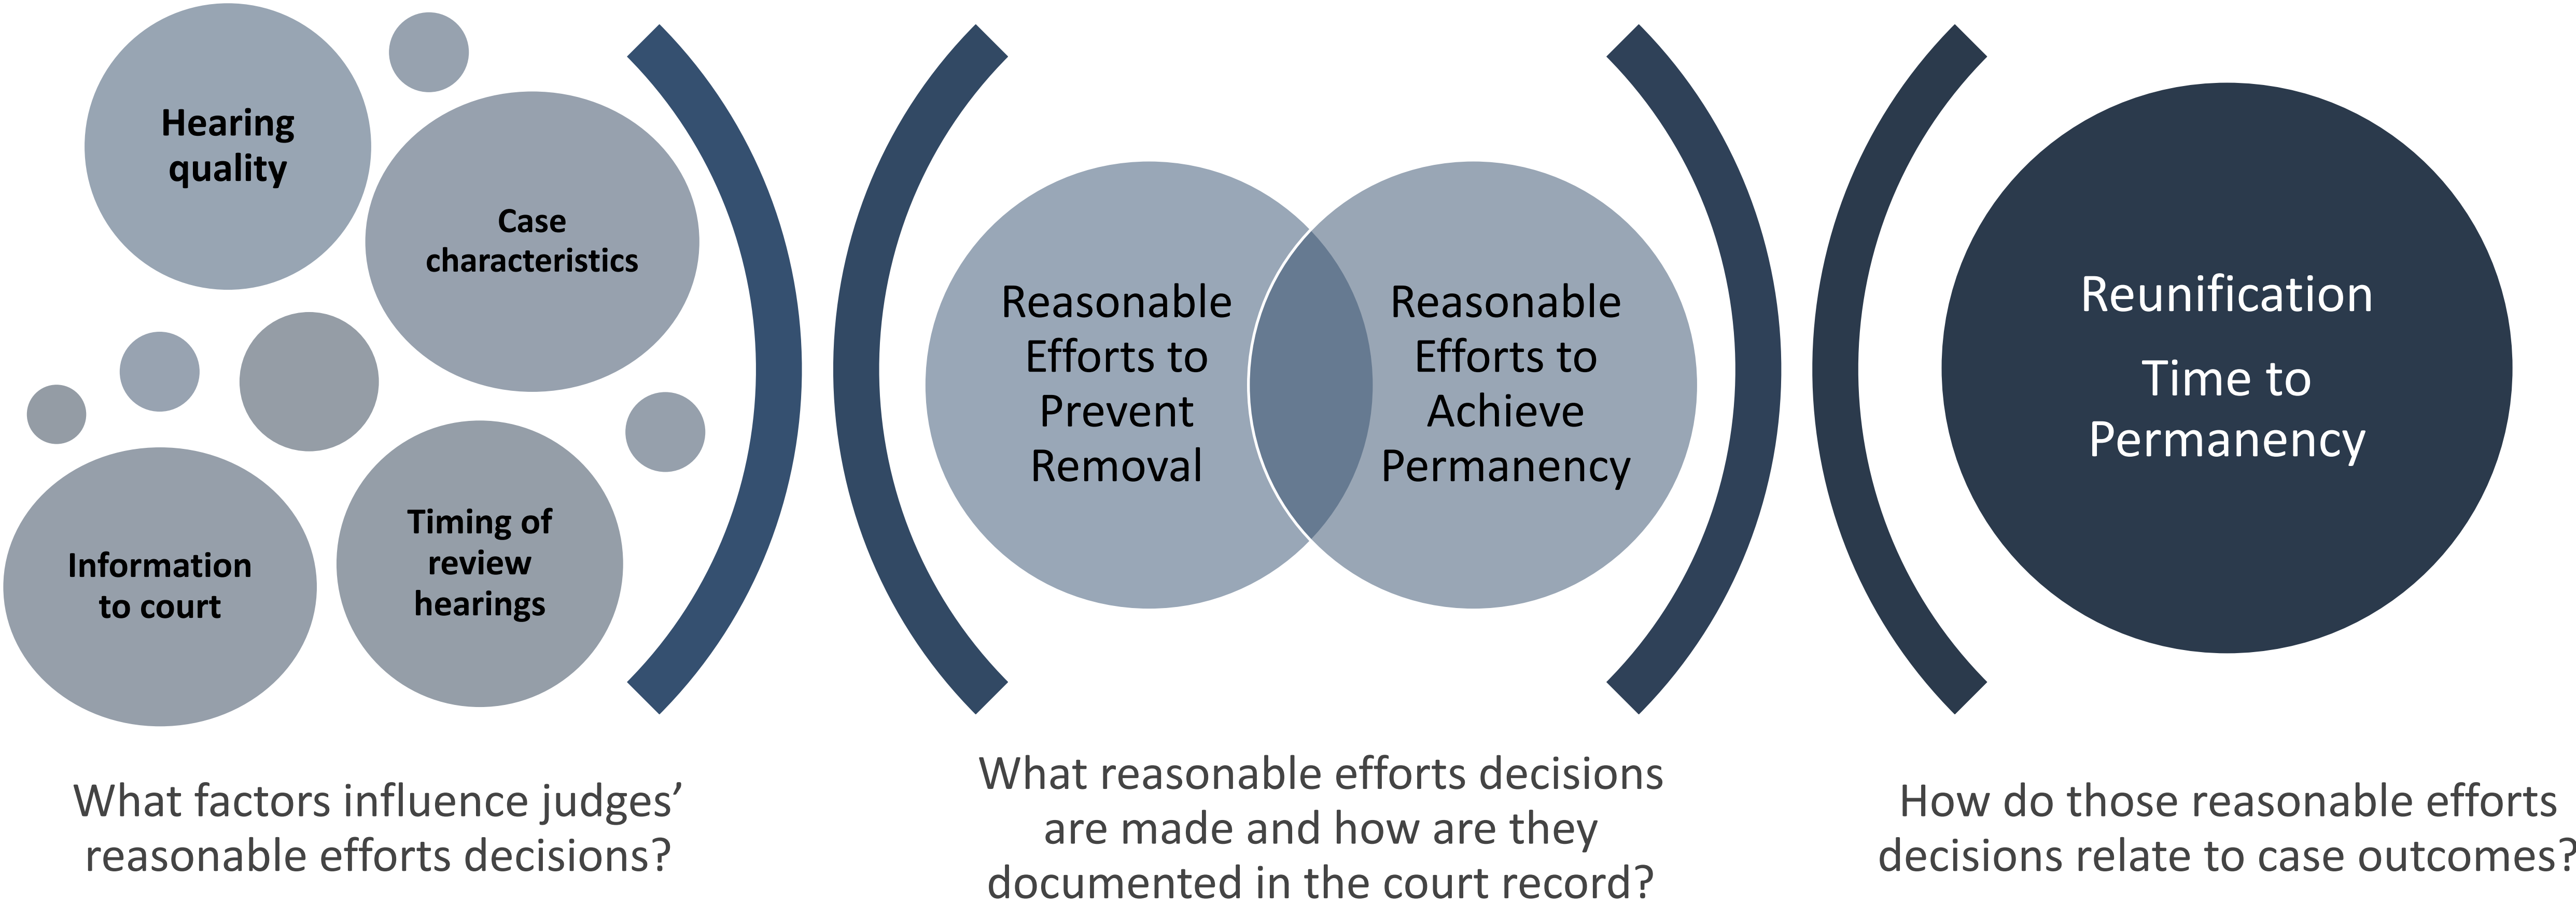 Hearing
quality
Case
characteristics
Information
to court
Timing of
review
hearings
What factors influence judges’
reasonable efforts decisions?
Reasonable
Efforts to
Prevent
Removal
Reasonable
Efforts to
Achieve
Permanency
What reasonable efforts decisions
are made and how are they
documented in the court record?
Reunification
Time to
Permanency
How do those reasonable efforts
decisions relate to case outcomes?